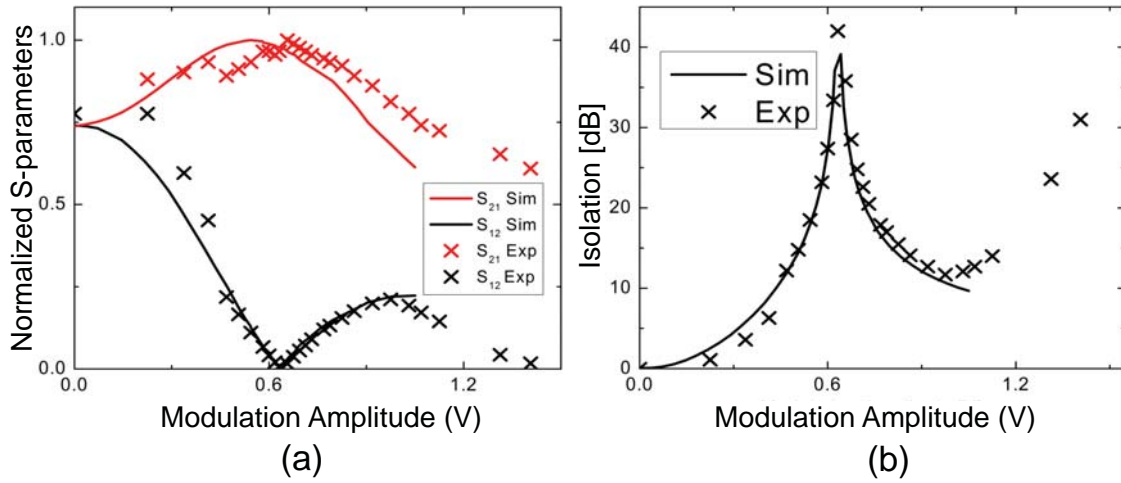 1.0
0.5
0.0
Normalized S-parameters
S21 Sim
S12 Sim
S21 Exp
S12 Exp
0.0 0.6 1.2
Modulation Amplitude (V)
(a)
40
30
20
10
0
Isolation [dB]
Sim
Exp
0.0 0.6 1.2
Modulation Amplitude (V)
(b)